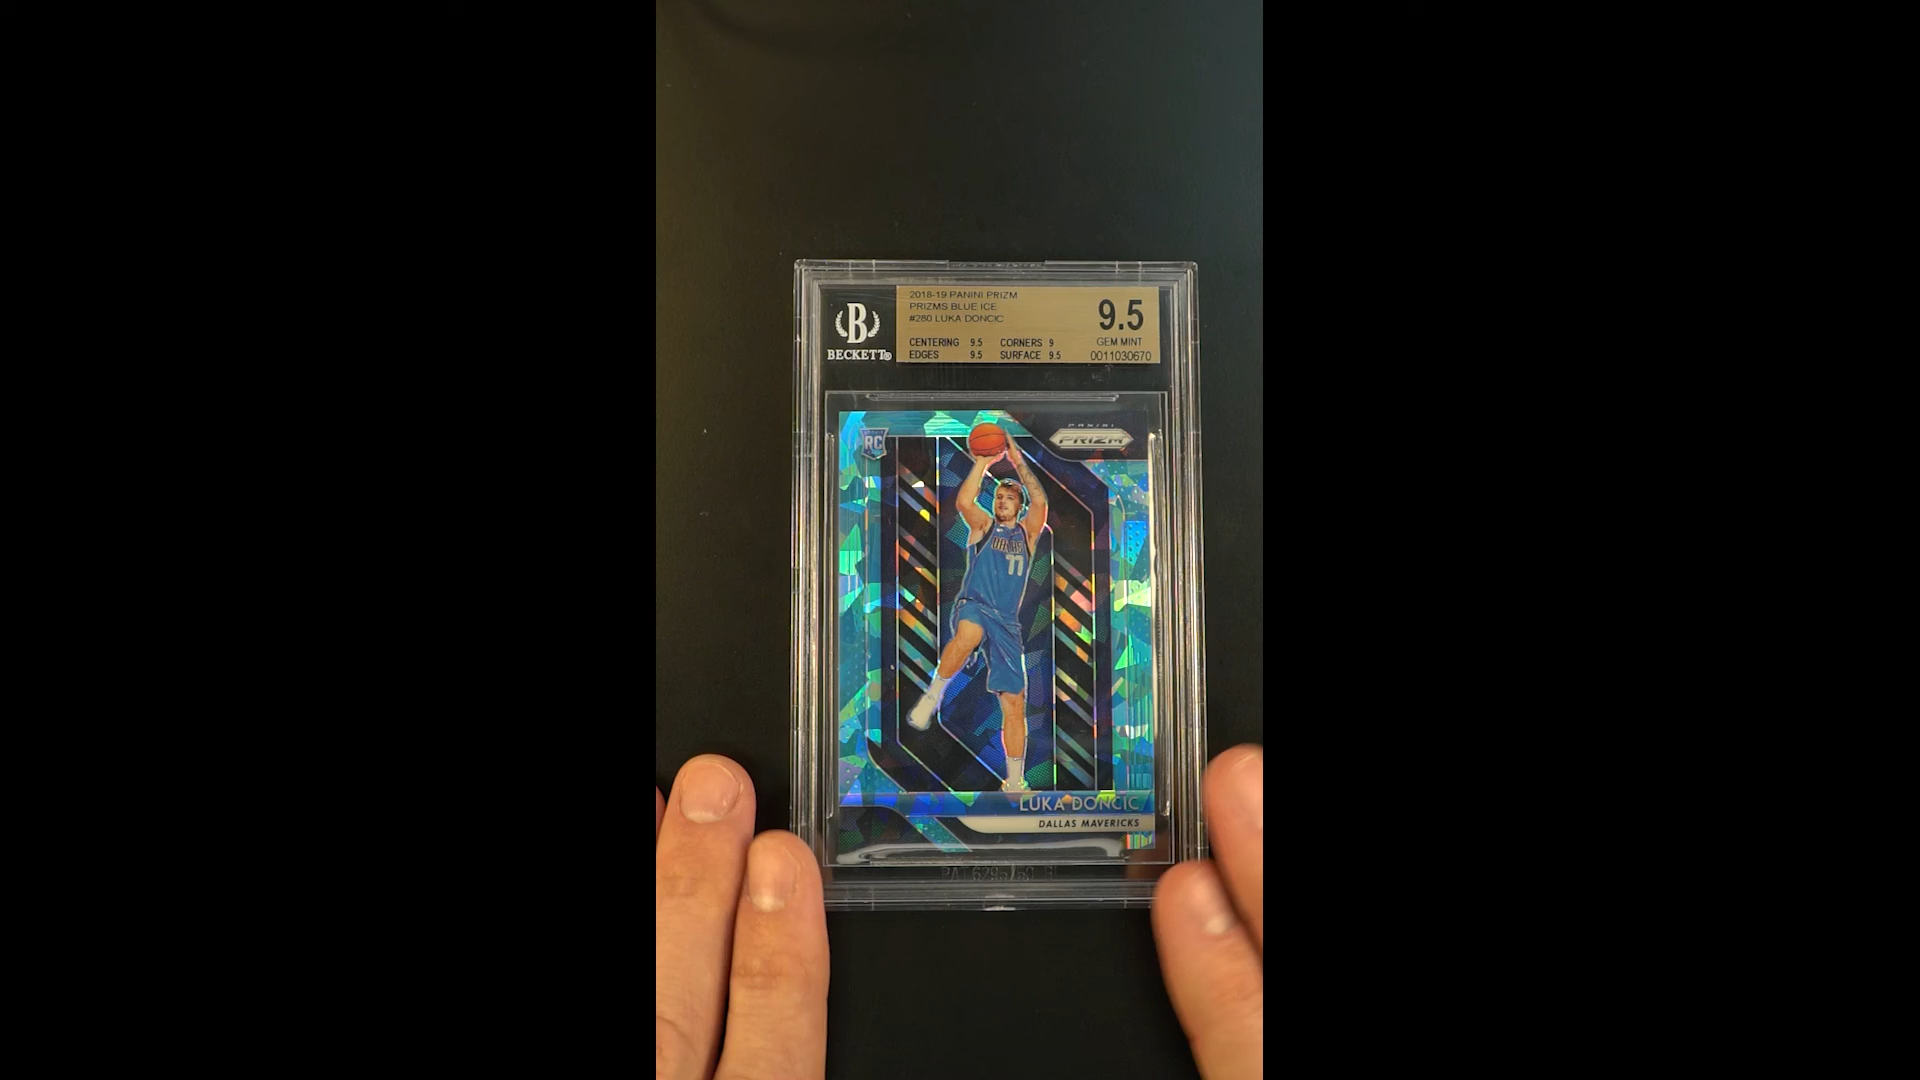 2018-19 PANINI PRIZM
PRIZMS BLUE ICE
#280 LUKA DONCIC
9.5
CENTERING 9.5 CORNERS 9
GEM MINT
EDGES 9.5 SURFACE 9.5
0011030670
B
BECKETT®
RC
PANINI
PRIZM
77
LUKA DONCIC
DALLAS MAVERICKS